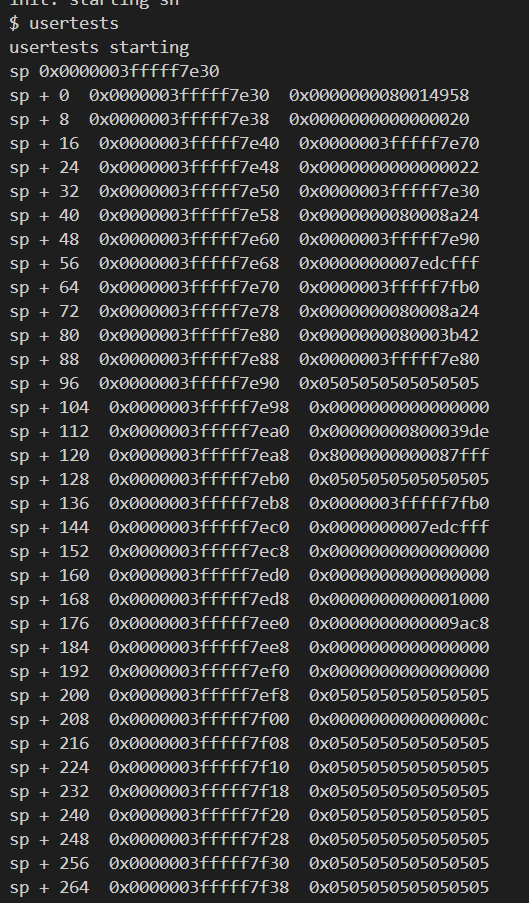 init: starting sh
$ usertests
usertests starting
sp 0x0000003fffff7e30
sp + 0  0x0000003fffff7e30  0x0000000080014958
sp + 8  0x0000003fffff7e38  0x0000000000000020
sp + 16  0x0000003fffff7e40  0x0000003fffff7e70
sp + 24  0x0000003fffff7e48  0x0000000000000022
sp + 32  0x0000003fffff7e50  0x0000003fffff7e30
sp + 40  0x0000003fffff7e58  0x0000000080008a24
sp + 48  0x0000003fffff7e60  0x0000003fffff7e90
sp + 56  0x0000003fffff7e68  0x0000000007edcfff
sp + 64  0x0000003fffff7e70  0x0000003fffff7fb0
sp + 72  0x0000003fffff7e78  0x0000000080008a24
sp + 80  0x0000003fffff7e80  0x0000000080003b42
sp + 88  0x0000003fffff7e88  0x0000003fffff7e80
sp + 96  0x0000003fffff7e90  0x0505050505050505
sp + 104  0x0000003fffff7e98  0x0000000000000000
sp + 112  0x0000003fffff7ea0  0x00000000800039de
sp + 120  0x0000003fffff7ea8  0x8000000000087fff
sp + 128  0x0000003fffff7eb0  0x0505050505050505
sp + 136  0x0000003fffff7eb8  0x0000003fffff7fb0
sp + 144  0x0000003fffff7ec0  0x0000000007edcfff
sp + 152  0x0000003fffff7ec8  0x0000000000000000
sp + 160  0x0000003fffff7ed0  0x0000000000000000
sp + 168  0x0000003fffff7ed8  0x0000000000001000
sp + 176  0x0000003fffff7ee0  0x0000000000009ac8
sp + 184  0x0000003fffff7ee8  0x0000000000000000
sp + 192  0x0000003fffff7ef0  0x0000000000000000
sp + 200  0x0000003fffff7ef8  0x0505050505050505
sp + 208  0x0000003fffff7f00  0x000000000000000c
sp + 216  0x0000003fffff7f08  0x0505050505050505
sp + 224  0x0000003fffff7f10  0x0505050505050505
sp + 232  0x0000003fffff7f18  0x0505050505050505
sp + 240  0x0000003fffff7f20  0x0505050505050505
sp + 248  0x0000003fffff7f28  0x0505050505050505
sp + 256  0x0000003fffff7f30  0x0505050505050505
sp + 264  0x0000003fffff7f38  0x0505050505050505